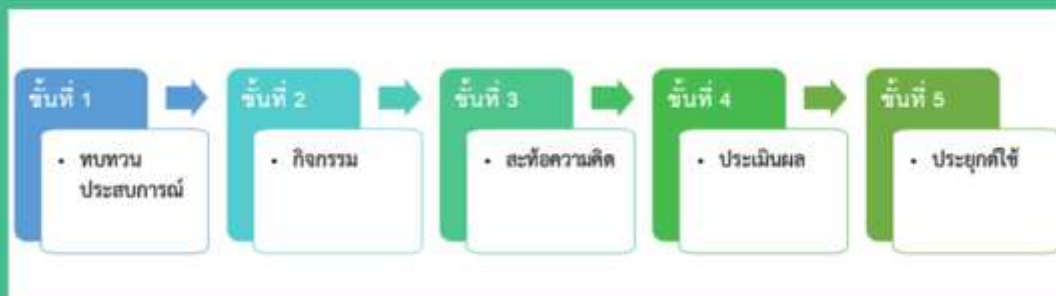 ขั้นที่ 1
• ทบทวน
ประสบการณ์
ขั้นที่ 2
• กิจกรรม
ขั้นที่ 3
• สะท้อความคิด
ขั้นที่ 4
• ประเมินผล
ขั้นที่ 5
• ประยุกต์ใช้